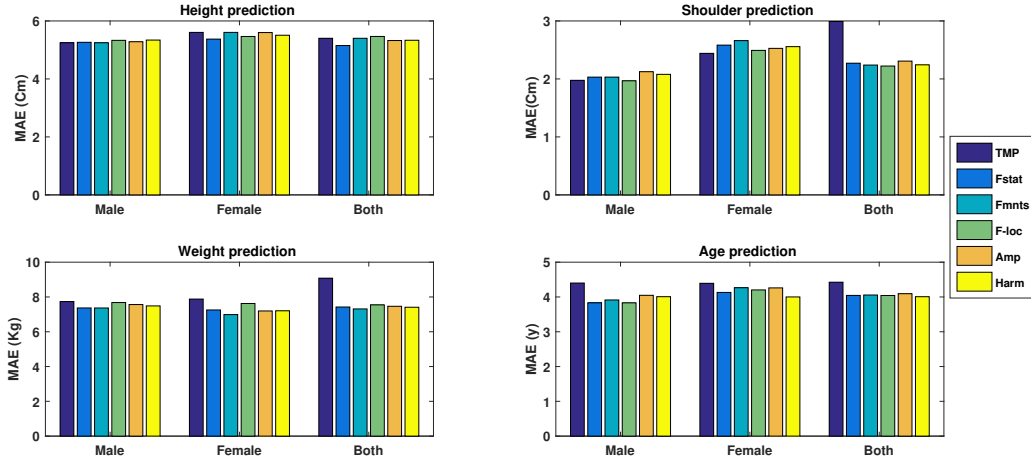 Height prediction
MAE (Cm)
6
4
2
0
Male Female Both
Shoulder prediction
MAE(Cm)
3
2
1
0
Male Female Both
TMP
Fstat
Fmnts
F-loc
Amp
Harm
Weight prediction
MAE (Kg)
10
8
6
4
2
0
Male Female Both
Age prediction
MAE (y)
5
4
3
2
1
0
Male Female Both